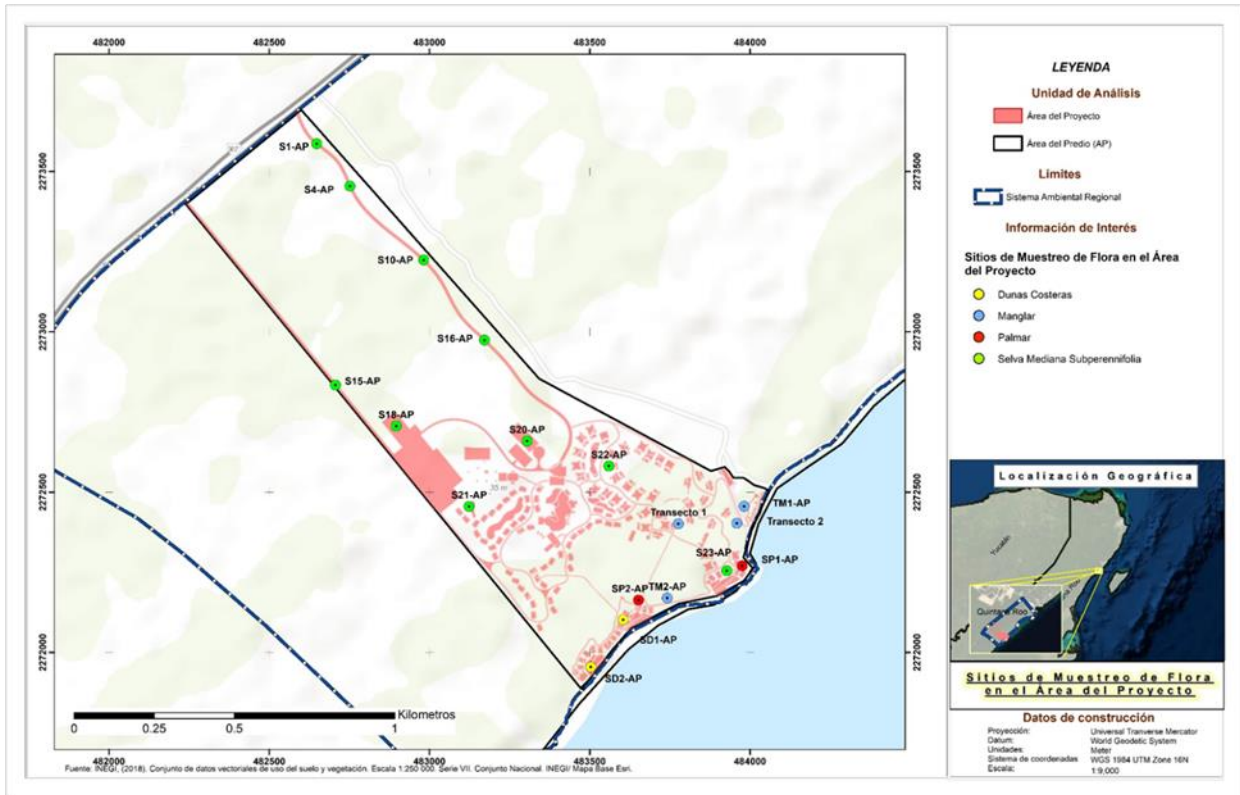 482000
482500
483000
483500
484000
2273500
2273000
2272500
2272000
2273500
2273000
2272500
2272000
S1-AP
S4-AP
S10-AP
S16-AP
S15-AP
S18-AP
S20-AP
S22-AP
S21-AP
35 m
TM1-AP
Transecto 1
Transecto 2
S23-AP
SP1-AP
SP2-AP
TM2-AP
SD1-AP
SD2-AP
Kilometros
0
0.25
0.5
1
482000
482500
483000
483500
484000
Fuente: INEGI, (2018). Conjunto de datos vectoriales de uso del suelo y vegetación. Escala 1:250 000. Serie VII. Conjunto Nacional. INEGI/ Mapa Base Esri.
LEYENDA
Unidad de Análisis
Área del Proyecto
Área del Predio (AP)
Límites
Sistema Ambiental Regional
Información de Interés
Sitios de Muestreo de Flora en el Área
del Proyecto
Dunas Costeras
Manglar
Palmar
Selva Mediana Subperennifolia
Localización Geográfica
Yucatán
Quintana Roo
Sitios de Muestreo de Flora
en el Área del Proyecto
Datos de construcción
Proyección: Universal Tranverse Mercator
Datum: World Geodetic System
Unidades: Meter
Sistema de coordenadas WGS 1984 UTM Zone 16N
Escala: 1:9,000